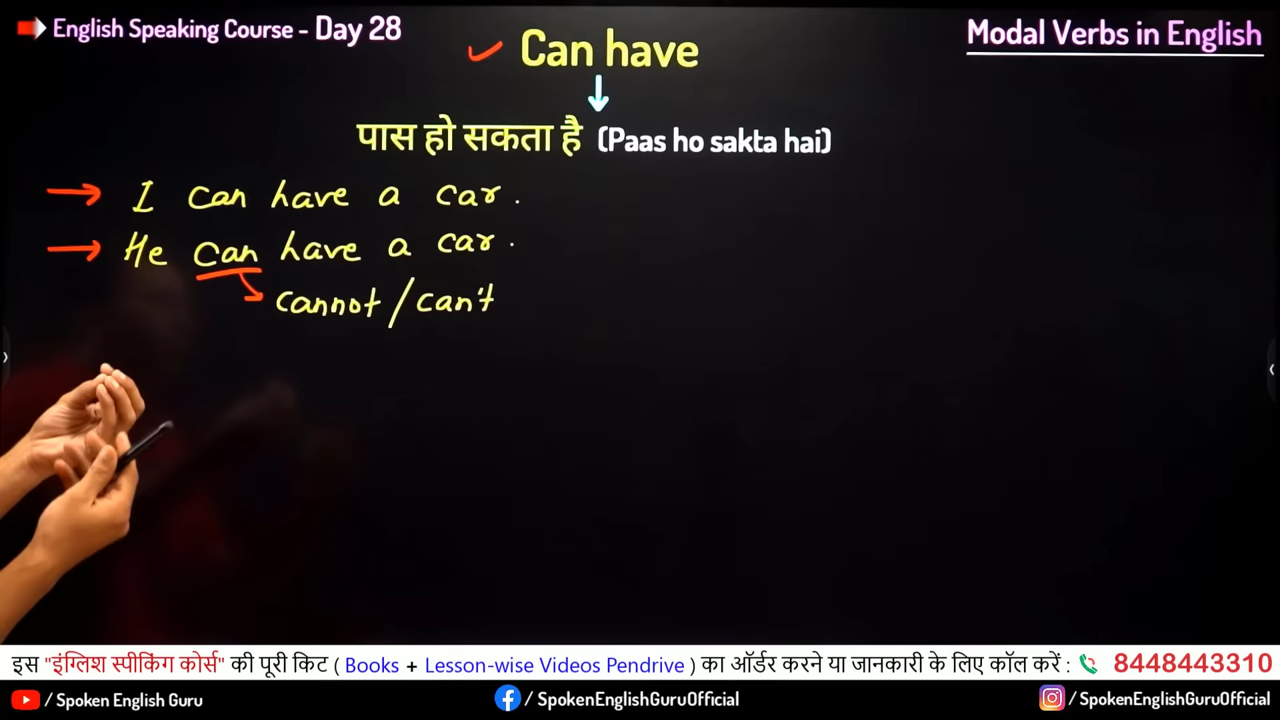 English Speaking Course - Day 28
Can have
Modal Verbs in English
पास हो सकता है (Paas ho sakta hai)
I can have a car.
He can have a car.
cannot / can't
इस "इंग्लिश स्पीकिंग कोर्स" की पूरी किट ( Books + Lesson-wise Videos Pendrive ) का ऑर्डर करने या जानकारी के लिए कॉल करें : 8448443310
/ Spoken English Guru
/ SpokenEnglishGuruOfficial
/ SpokenEnglishGuruOfficial